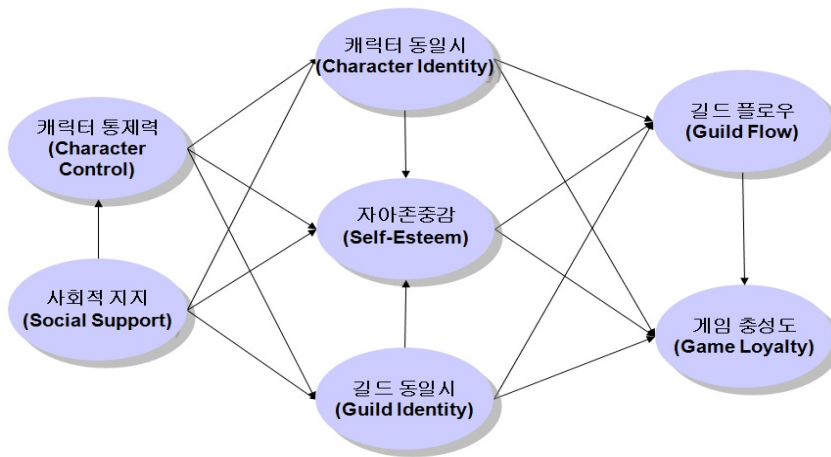 캐릭터 동일시
(Character Identity)
캐릭터 통제력
(Character
Control)
길드 플로우
(Guild Flow)
자아존중감
(Self-Esteem)
사회적 지지
(Social Support)
게임 충성도
(Game Loyalty)
길드 동일시
(Guild Identity)